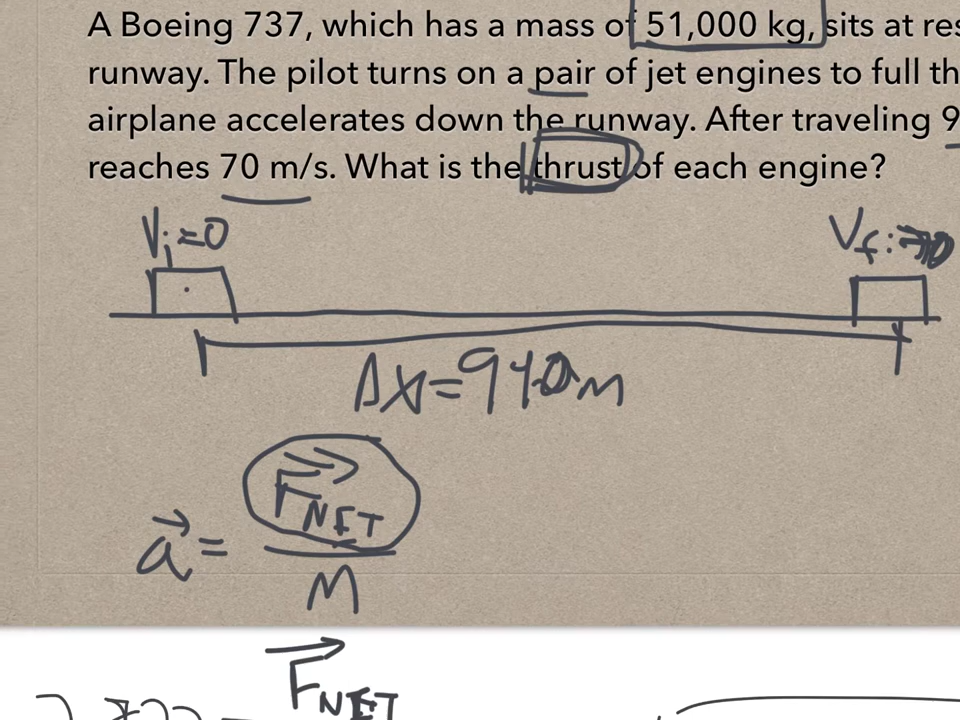 A Boeing 737, which has a mass of 51,000 kg, sits at res
runway. The pilot turns on a pair of jet engines to full th
airplane accelerates down the runway. After traveling 9
reaches 70 m/s. What is the thrust of each engine?
Vi=0
Vf=70
Δx=940m
a = FNET
M
FNET